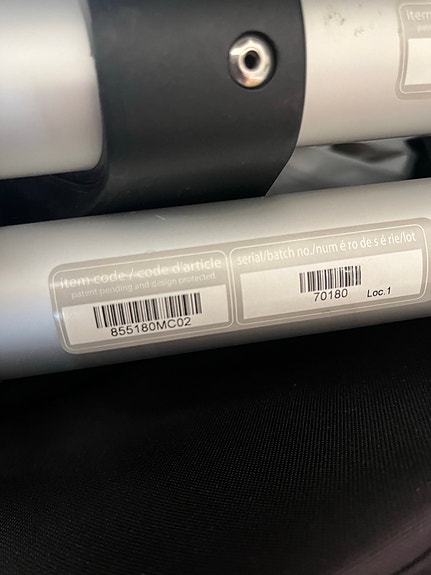 item code / code d'article
patent pending and design protected.
855180MC02
serial/batch no./num é ro de s é rie/lot
70180 Loc.1
item